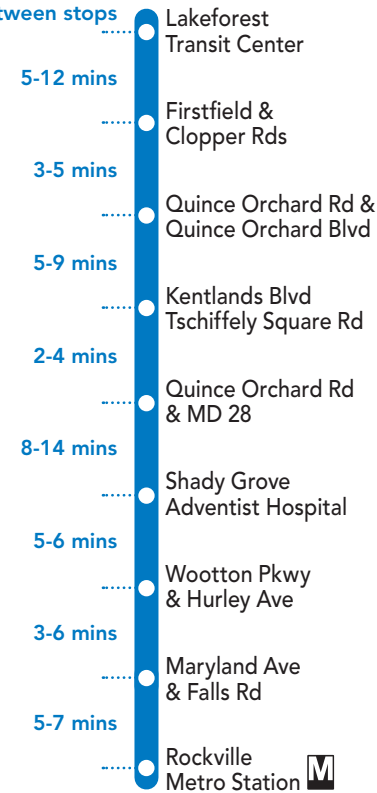 tween stops
Lakeforest
Transit Center
5-12 mins
Firstfield &
Clopper Rds
3-5 mins
Quince Orchard Rd &
Quince Orchard Blvd
5-9 mins
Kentlands Blvd
Tschiffely Square Rd
2-4 mins
Quince Orchard Rd
& MD 28
8-14 mins
Shady Grove
Adventist Hospital
5-6 mins
Wootton Pkwy
& Hurley Ave
3-6 mins
Maryland Ave
& Falls Rd
5-7 mins
Rockville
Metro Station M